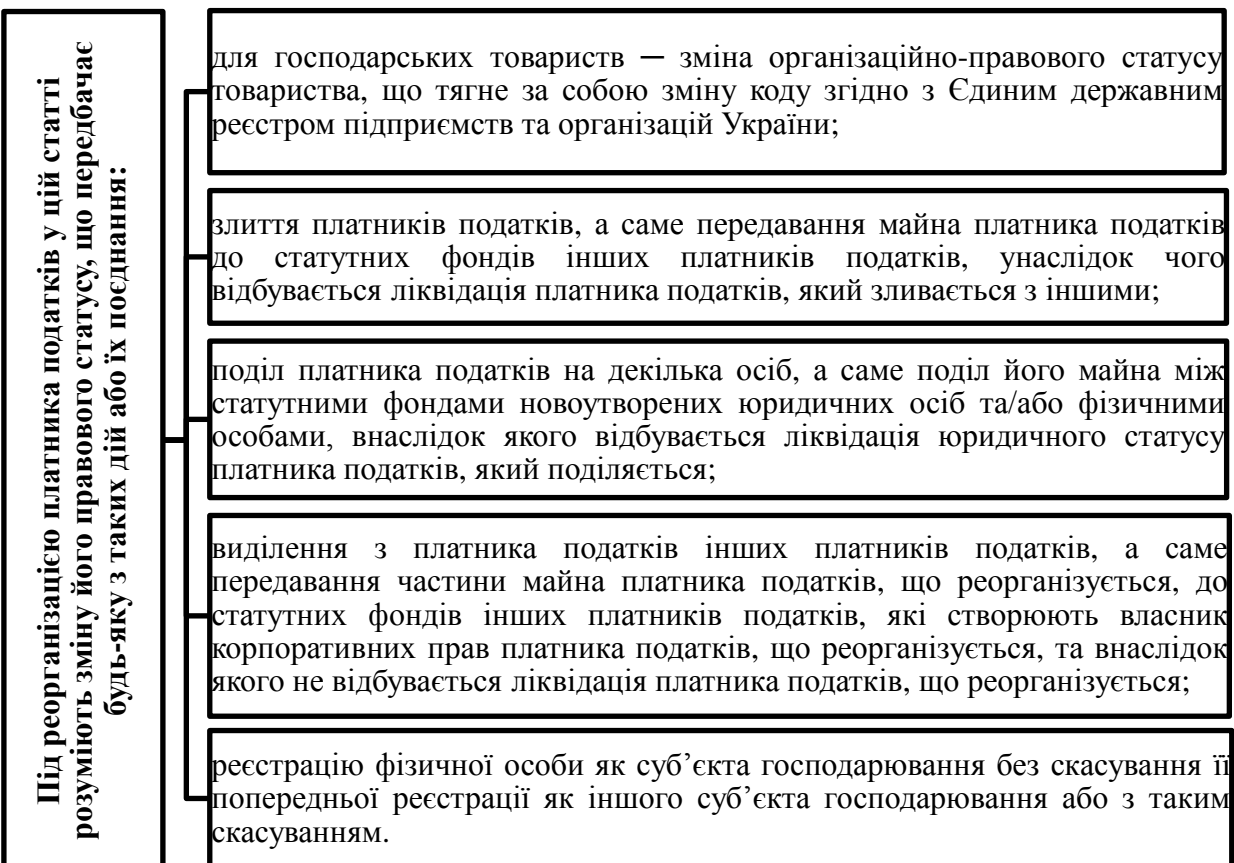 Під реорганізацією платника податків у цій статті
розуміють зміну його правового статусу, що передбачає
будь-яку з таких дій або їх поєднання:
для господарських товариств — зміна організаційно-правового статусу
товариства, що тягне за собою зміну коду згідно з Єдиним державним
реєстром підприємств та організацій України;
злиття платників податків, а саме передавання майна платника податків
до статутних фондів інших платників податків, унаслідок чого
відбувається ліквідація платника податків, який зливається з іншими;
поділ платника податків на декілька осіб, а саме поділ його майна між
статутними фондами новоутворених юридичних осіб та/або фізичними
особами, внаслідок якого відбувається ліквідація юридичного статусу
платника податків, який поділяється;
виділення з платника податків інших платників податків, а саме
передавання частини майна платника податків, що реорганізується, до
статутних фондів інших платників податків, які створюють власник
корпоративних прав платника податків, що реорганізується, та внаслідок
якого не відбувається ліквідація платника податків, що реорганізується;
реєстрацію фізичної особи як суб’єкта господарювання без скасування її
попередньої реєстрації як іншого суб’єкта господарювання або з таким
скасуванням.